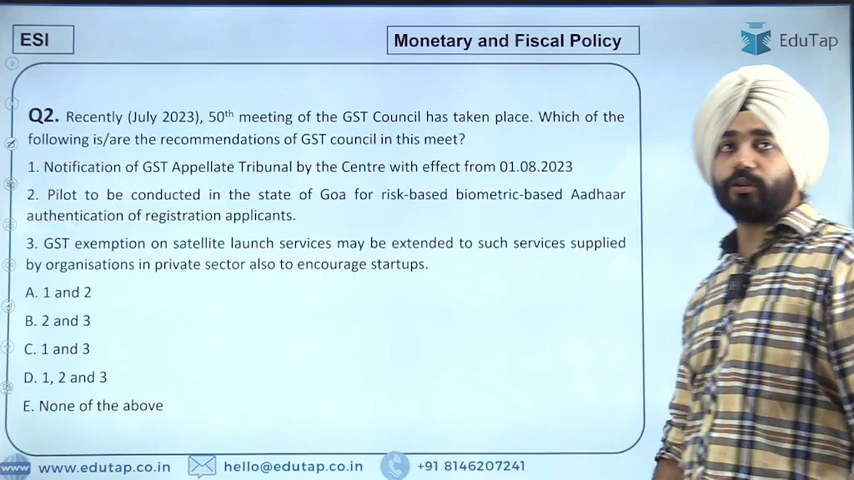 ESI
Monetary and Fiscal Policy
EduTap
Q2. Recently (July 2023), 50th meeting of the GST Council has taken place. Which of the
following is/are the recommendations of GST council in this meet?
1. Notification of GST Appellate Tribunal by the Centre with effect from 01.08.2023
2. Pilot to be conducted in the state of Goa for risk-based biometric-based Aadhaar
authentication of registration applicants.
3. GST exemption on satellite launch services may be extended to such services supplied
by organisations in private sector also to encourage startups.
A. 1 and 2
B. 2 and 3
C. 1 and 3
D. 1, 2 and 3
E. None of the above
www www.edutap.co.in hello@edutap.co.in +91 8146207241